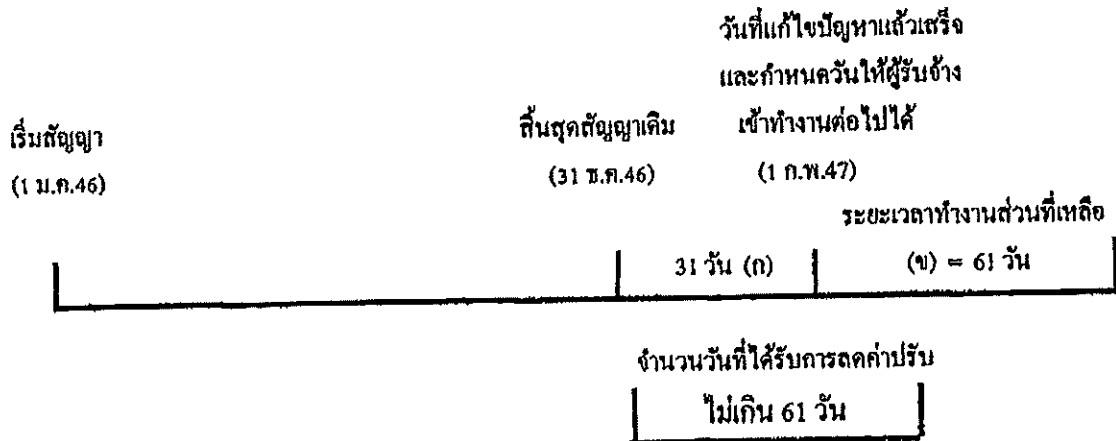 วันที่แก้ไขปัญหาแล้วเสร็จ
และกำหนดวันให้ผู้รับจ้าง
เริ่มสัญญา สิ้นสุดสัญญาเดิม เข้าทำงานต่อไปได้
(1 ม.ค.46) (31 ธ.ค.46) (1 ก.พ.47)
ระยะเวลาทำงานส่วนที่เหลือ
31 วัน (ก) (ข) = 61 วัน
จำนวนวันที่ได้รับการลดค่าปรับ
ไม่เกิน 61 วัน